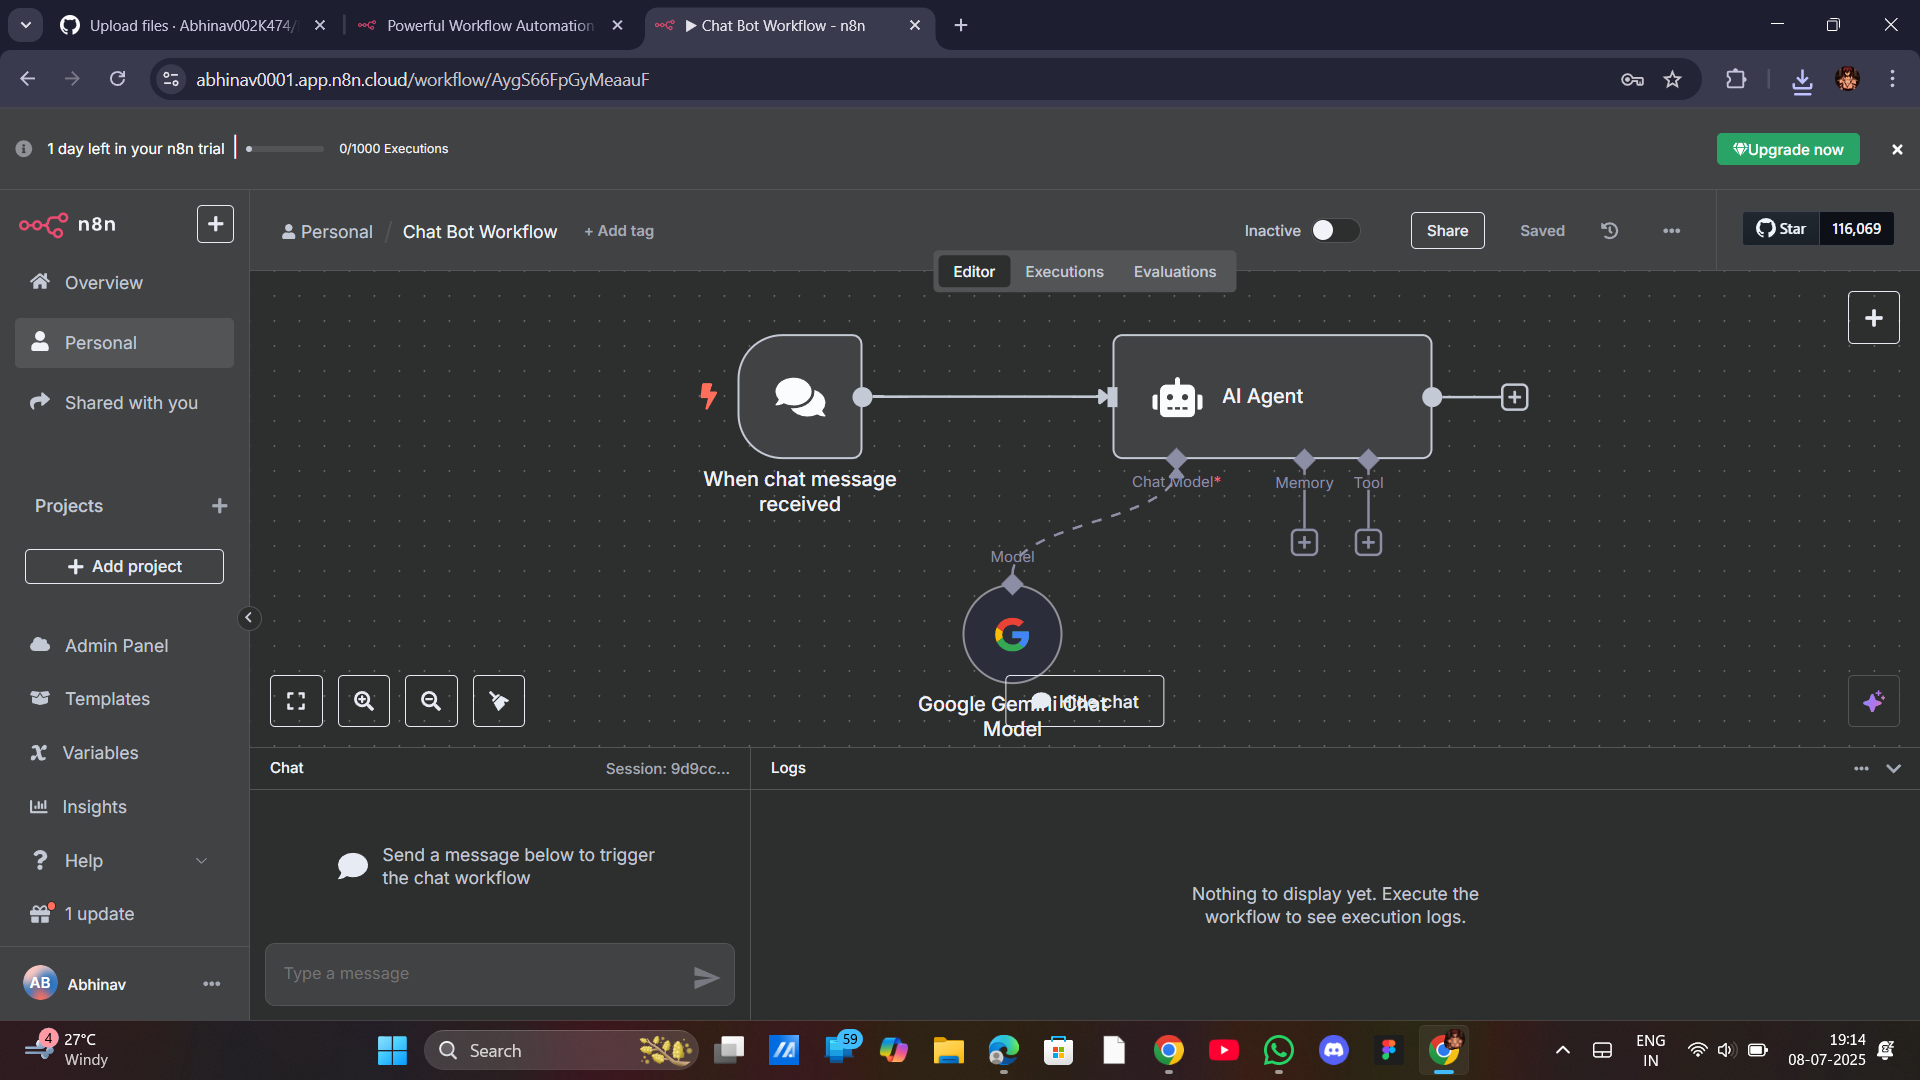 Upload files · Abhinav002K474/
Powerful Workflow Automation
▶ Chat Bot Workflow - n8n
abhinav0001.app.n8n.cloud/workflow/AygS66FpGyMeaauF
1 day left in your n8n trial
0/1000 Executions
Upgrade now
n8n
Personal / Chat Bot Workflow
+ Add tag
Inactive
Share
Saved
Star
116,069
Editor
Executions
Evaluations
Overview
Personal
Shared with you
Projects
Add project
Admin Panel
Templates
Variables
Insights
Help
1 update
AB
Abhinav
AI Agent
When chat message
received
Chat Model*
Memory
Tool
Model
Google Gemini Chat
Model
Hide chat
Chat
Session: 9d9cc...
Logs
Send a message below to trigger
the chat workflow
Nothing to display yet. Execute the
workflow to see execution logs.
Type a message
4
27°C
Windy
Search
59
ENG
IN
19:14
08-07-2025